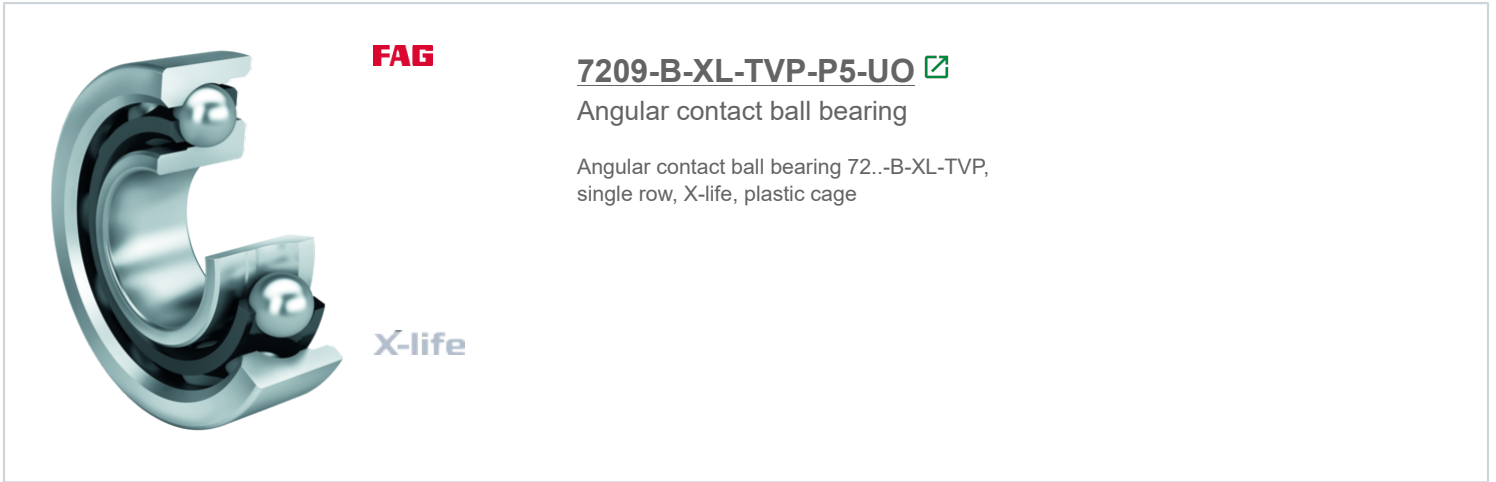 FAG
7209-B-XL-TVP-P5-UO
Angular contact ball bearing
Angular contact ball bearing 72..-B-XL-TVP,
single row, X-life, plastic cage
X-life